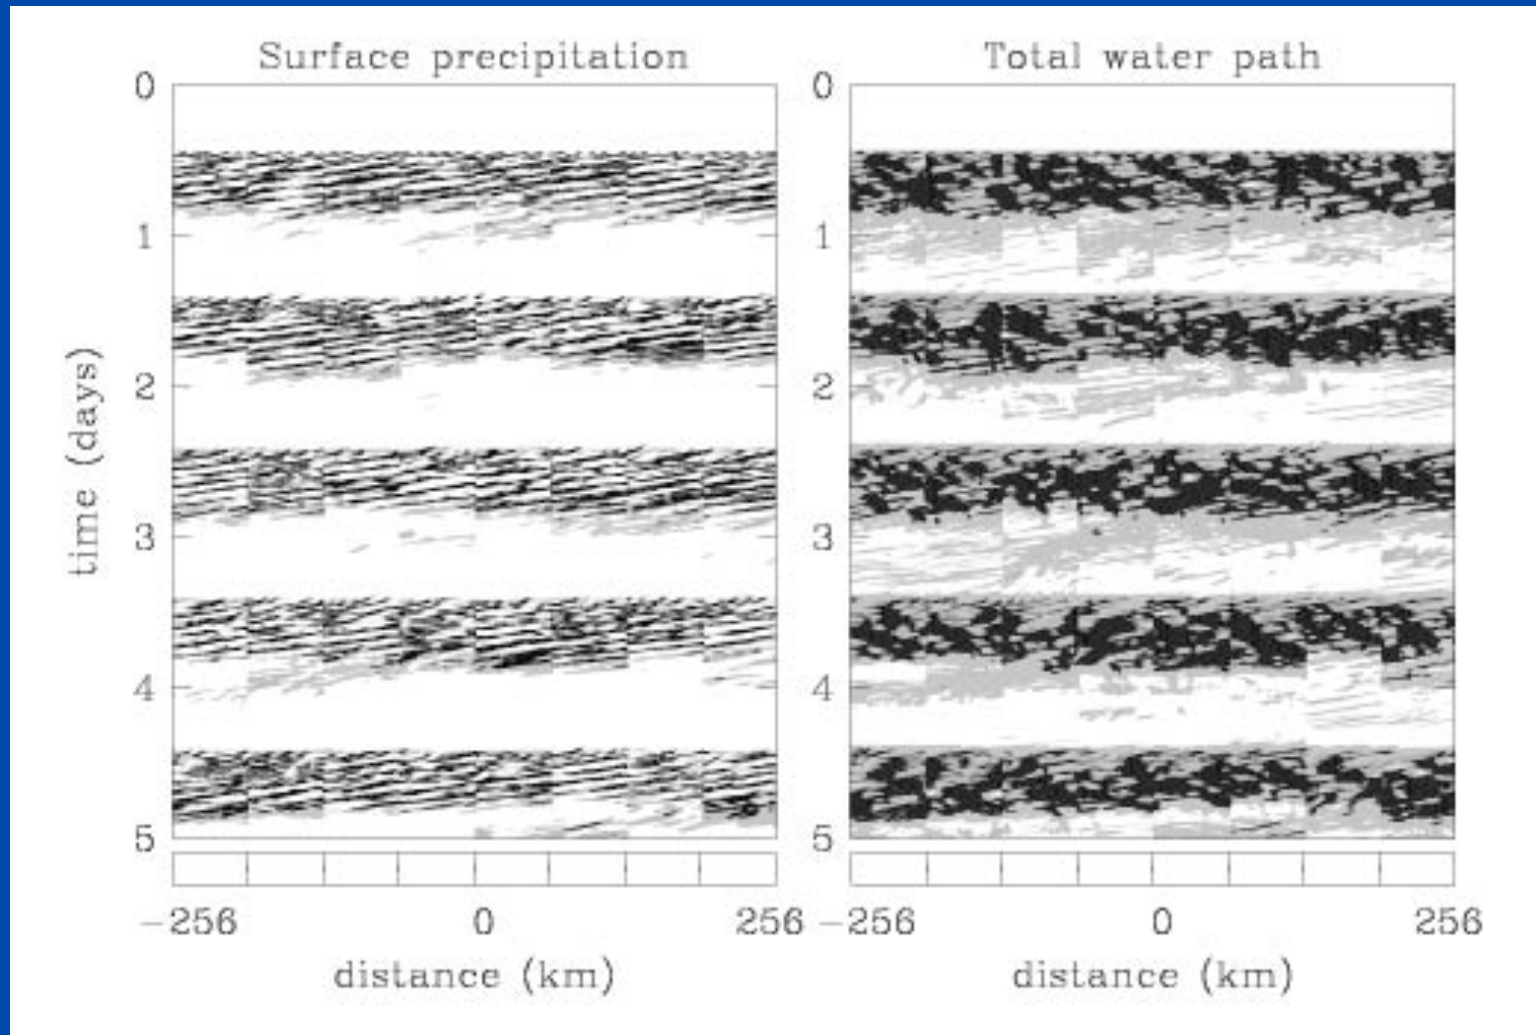 Surface precipitation
0
1
2
3
4
5
time (days)
-256 0 256
distance (km)
Total water path
0
1
2
3
4
5
-256 0 256
distance (km)